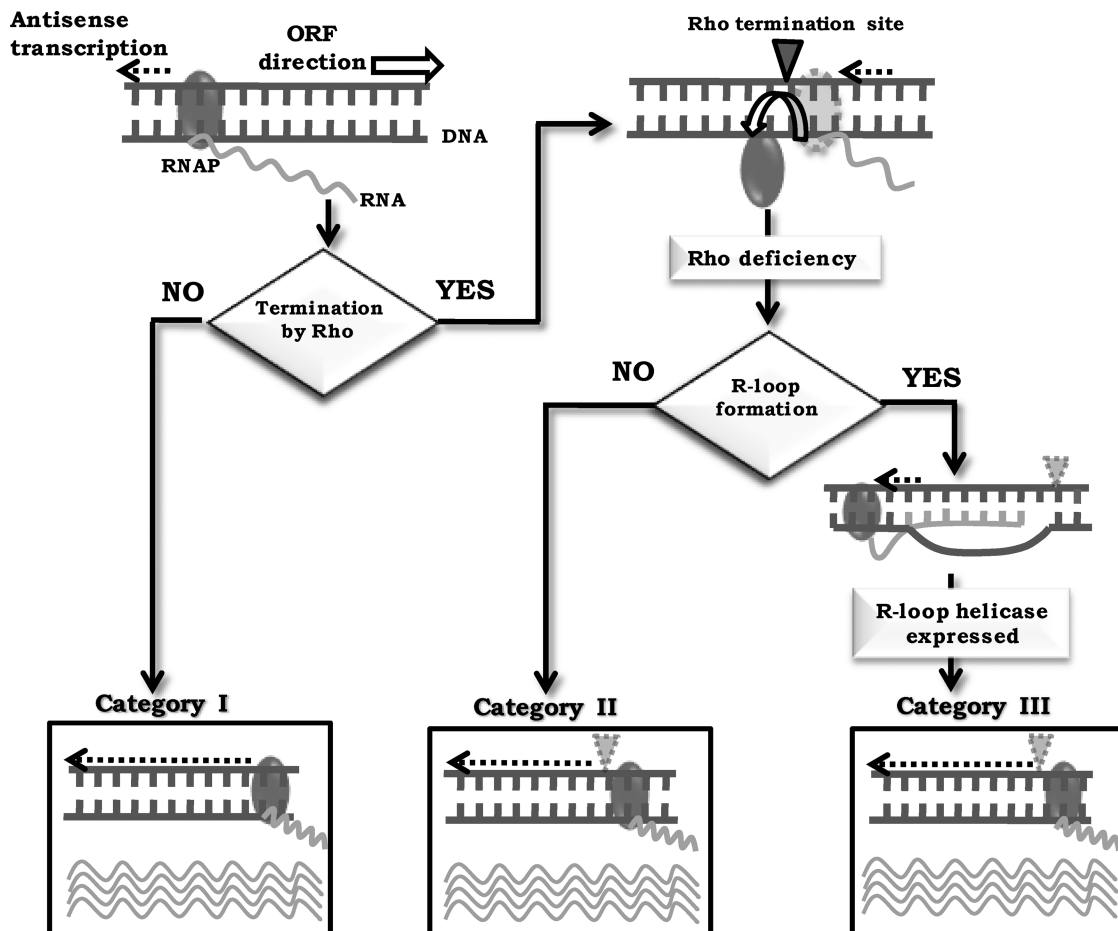 Antisense
transcription
ORF
direction
DNA
RNAP
RNA
Rho termination site
NO
Termination
by Rho
YES
Rho deficiency
NO
R-loop
formation
YES
R-loop helicase
expressed
Category I
Category II
Category III